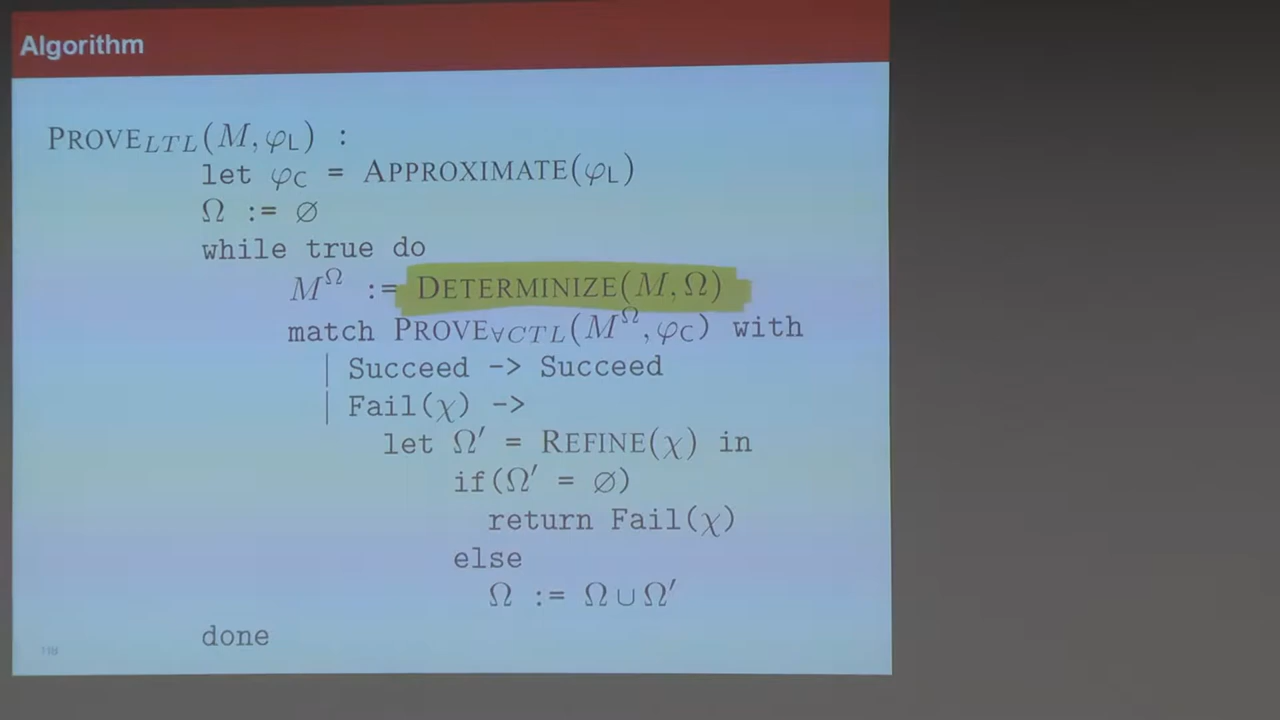 Algorithm
PROVE_LTL(M, φ_L) :
let φ_C = APPROXIMATE(φ_L)
Ω := ∅
while true do
M^Ω := DETERMINIZE(M, Ω)
match PROVE_∀CTL(M^Ω, φ_C) with
| Succeed -> Succeed
| Fail(χ) ->
let Ω′ = REFINE(χ) in
if(Ω′ = ∅)
return Fail(χ)
else
Ω := Ω ∪ Ω′
done